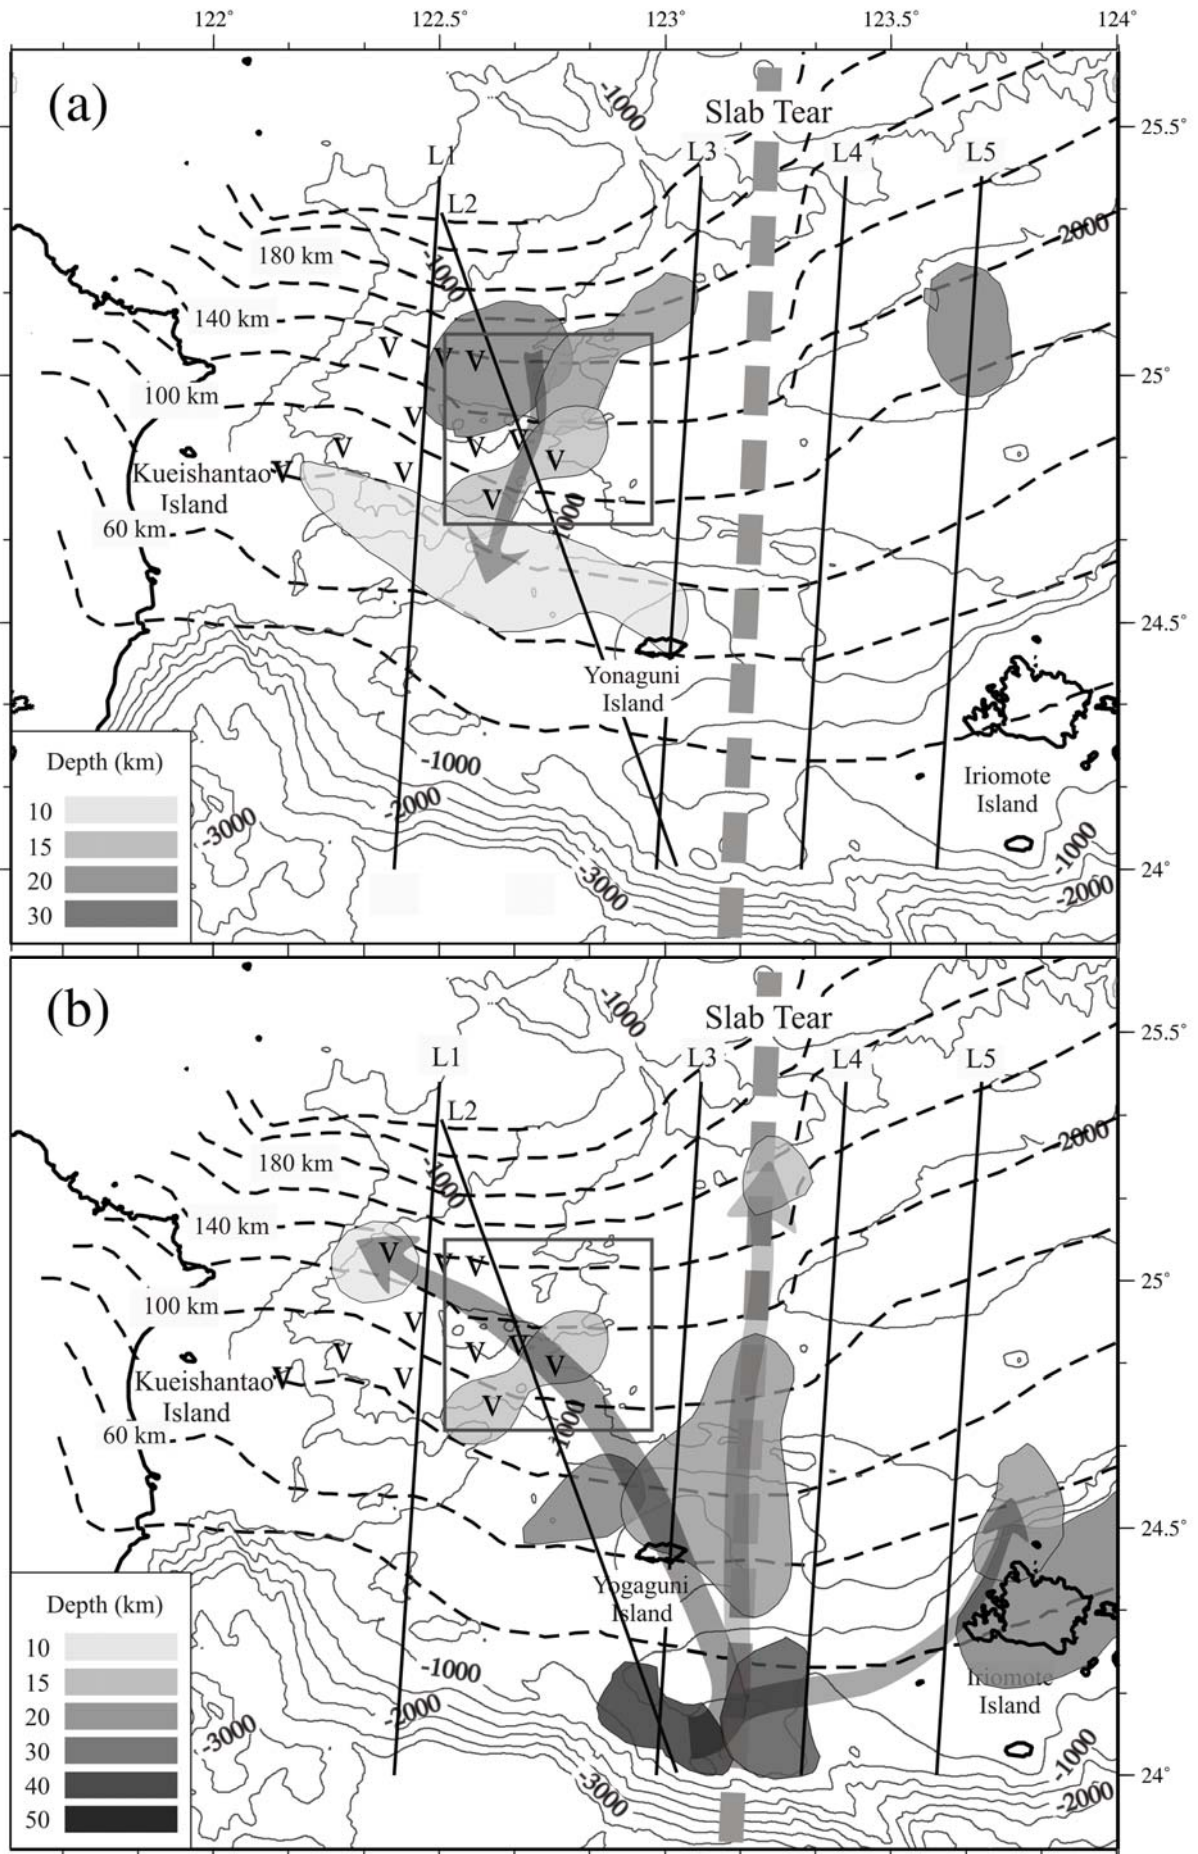 122° 122.5° 123° 123.5° 124°
(a)
-1000
Slab Tear
25.5°
L1 L3 L4 L5
L2
2000
180 km
-1000
140 km
V V V
25°
100 km
V
V V V
V V V
Kueishantao V
Island
V
1000
60 km
24.5°
Yonaguni
Island
Iriomote
Island
Depth (km)
10
15
20
30
-1000
-2000
-3000
-3000
-1000
-2000
24°
(b)
-1000
Slab Tear
25.5°
L1 L3 L4 L5
L2
2000
180 km
-1000
140 km
V V V
25°
100 km
V
V V V
V V V
Kueishantao V
Island
V
1000
60 km
24.5°
Yogaguni
Island
Iriomote
Island
Depth (km)
10
15
20
30
40
50
-1000
-2000
-3000
-3000
-1000
-2000
24°